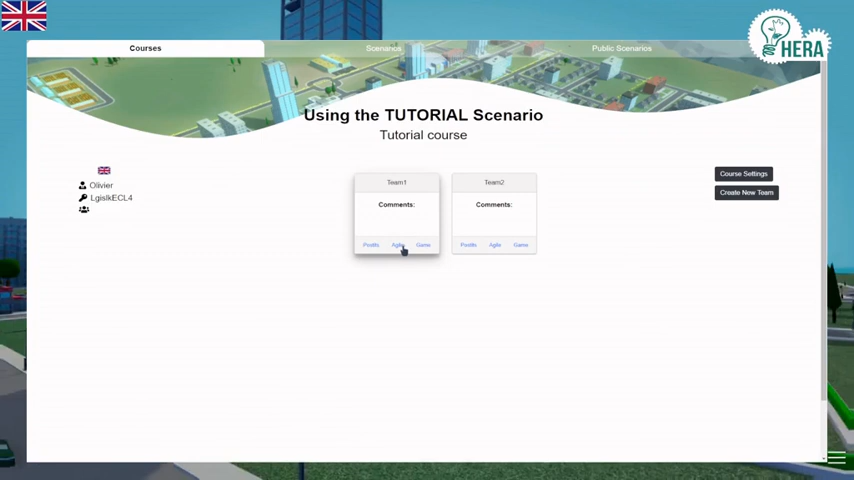 HERA
Courses
Scenarios
Public Scenarios
Using the TUTORIAL Scenario
Tutorial course
Olivier
LgisIkECL4
Course Settings
Create New Team
Team1
Comments:
Postits Agile Game
Team2
Comments:
Postits Agile Game